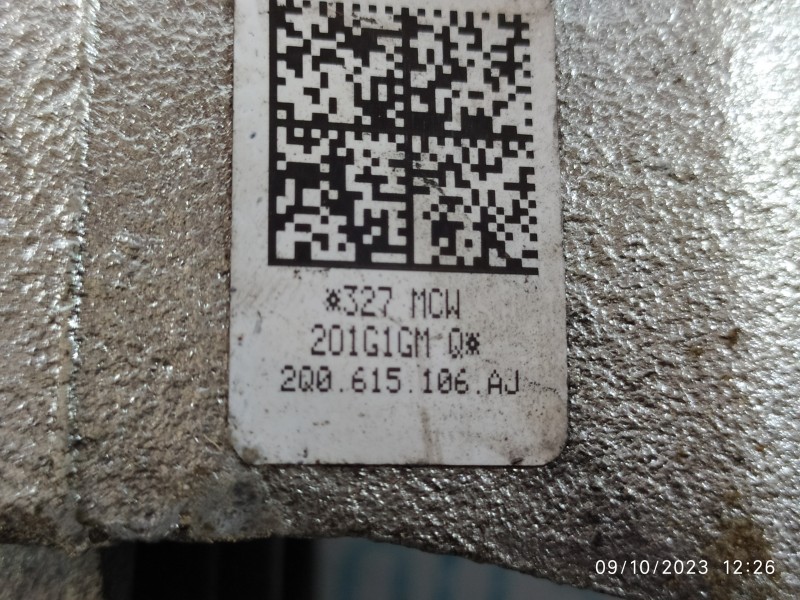 *327 MCW
201G1GM Q*
2Q0.615.106.AJ
09/10/2023 12:26